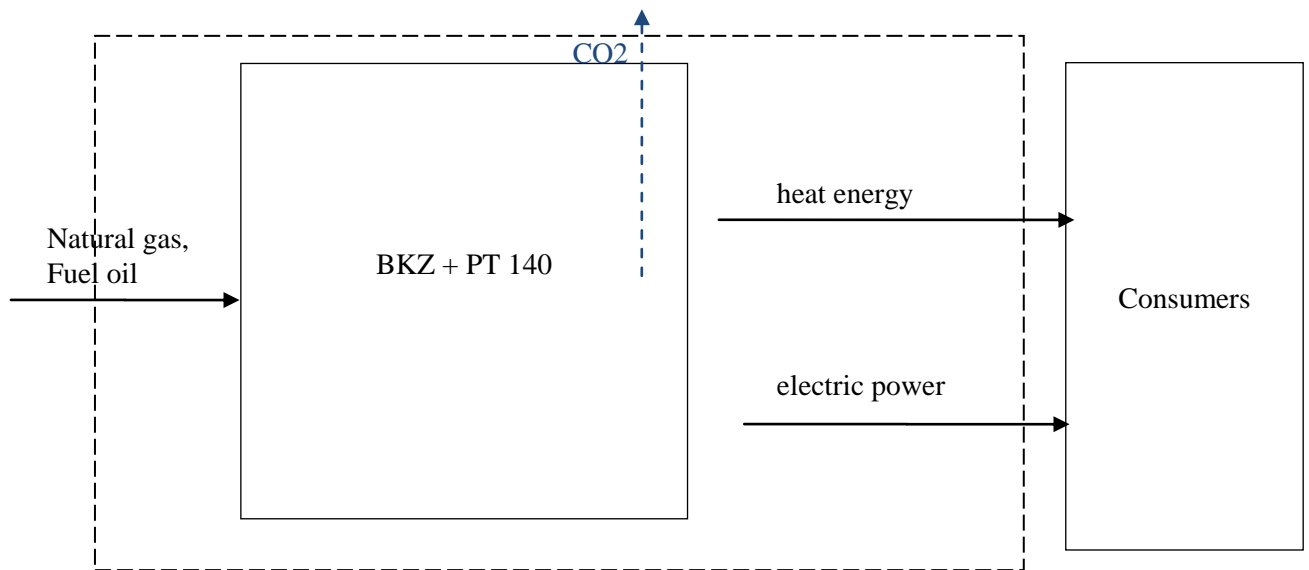 CO2
heat energy
Natural gas,
Fuel oil
BKZ + PT 140
Consumers
electric power